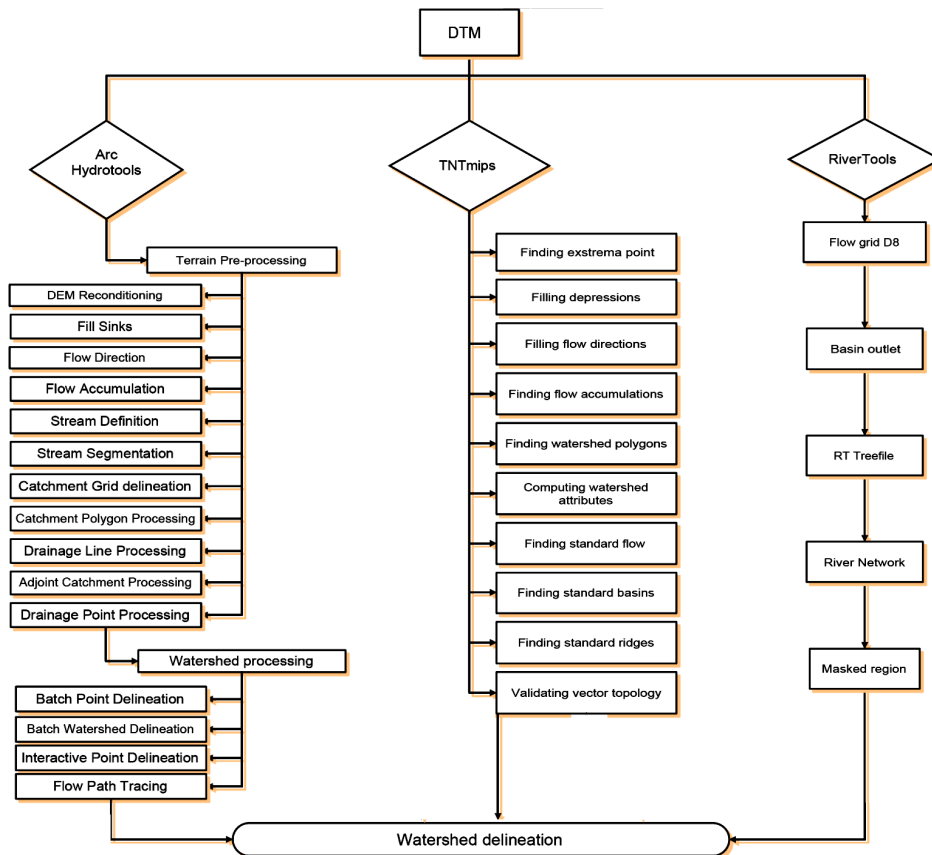 DTM
Arc
Hydrotools
Terrain Pre-processing
DEM Reconditioning
Fill Sinks
Flow Direction
Flow Accumulation
Stream Definition
Stream Segmentation
Catchment Grid delineation
Catchment Polygon Processing
Drainage Line Processing
Adjoint Catchment Processing
Drainage Point Processing
Watershed processing
Batch Point Delineation
Batch Watershed Delineation
Interactive Point Delineation
Flow Path Tracing
TNTmips
Finding exstrema point
Filling depressions
Filling flow directions
Finding flow accumulations
Finding watershed polygons
Computing watershed
attributes
Finding standard flow
Finding standard basins
Finding standard ridges
Validating vector topology
RiverTools
Flow grid D8
Basin outlet
RT Treefile
River Network
Masked region
Watershed delineation